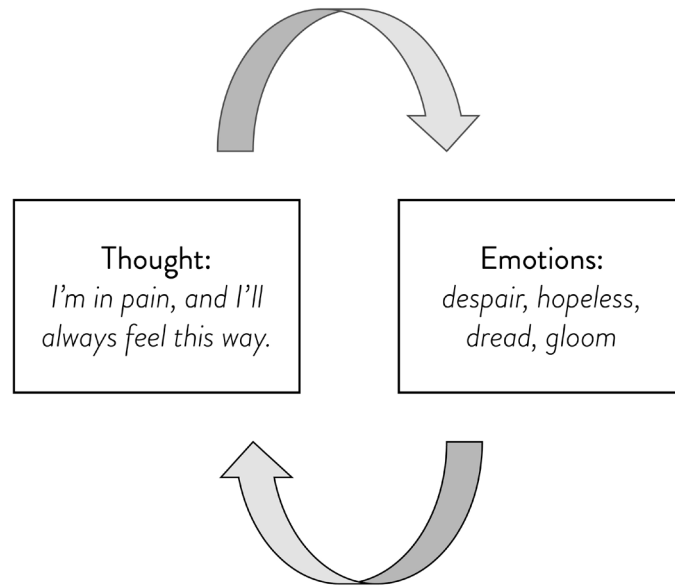 Thought:
I'm in pain, and I'll
always feel this way.
Emotions:
despair, hopeless,
dread, gloom